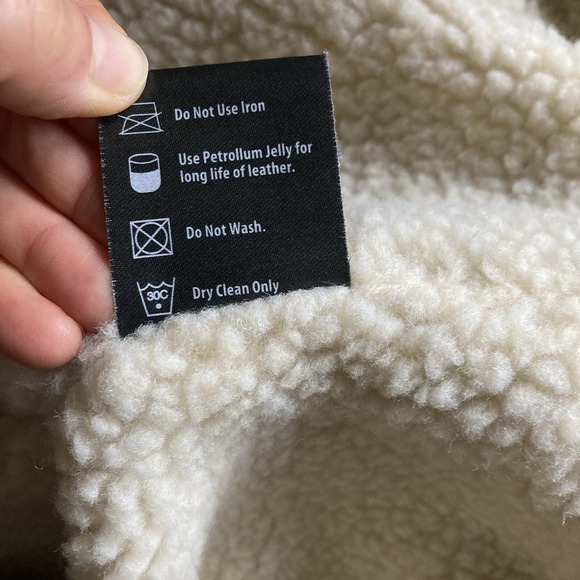 Do Not Use Iron
Use Petrollum Jelly for
long life of leather.
Do Not Wash.
30C
Dry Clean Only